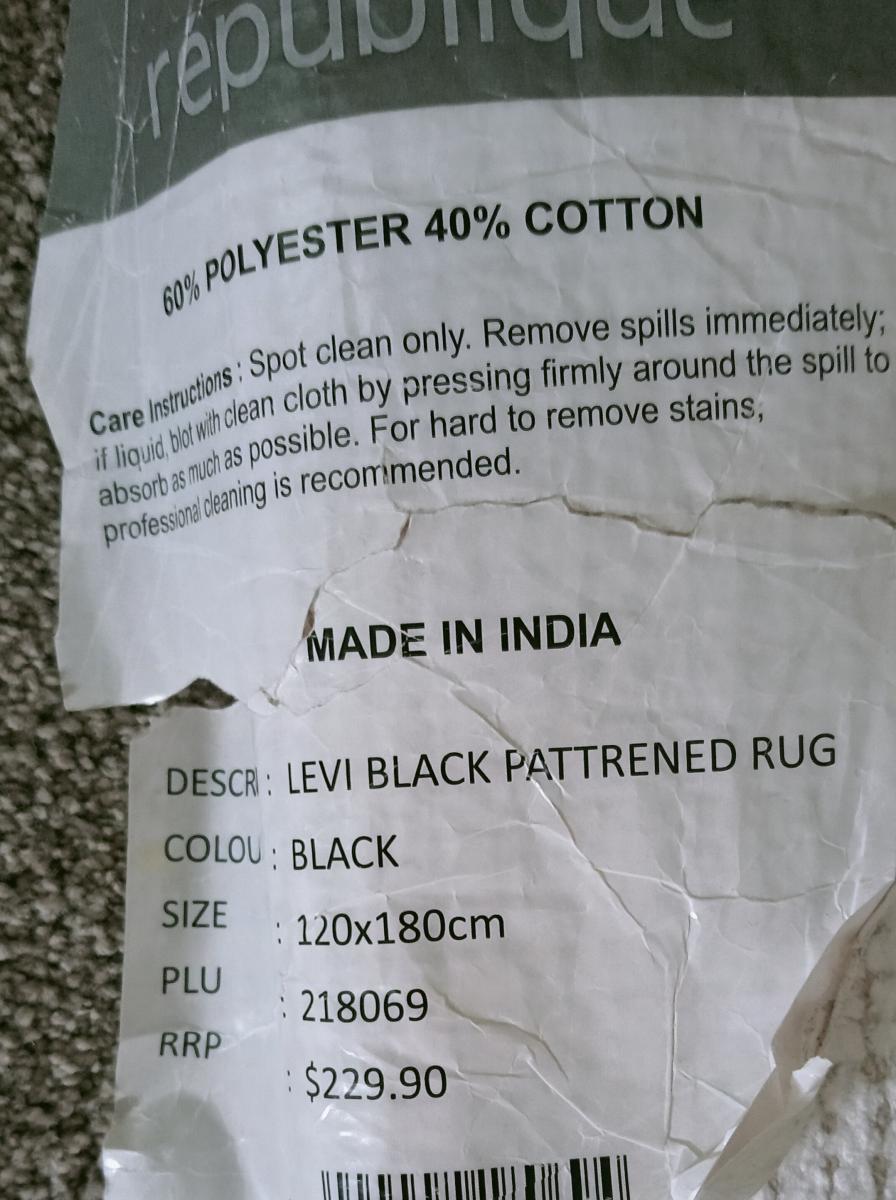 republique
60% POLYESTER 40% COTTON
Care Instructions : Spot clean only. Remove spills immediately;
if liquid, blot with clean cloth by pressing firmly around the spill to
absorb as much as possible. For hard to remove stains,
professional cleaning is recommended.
MADE IN INDIA
DESCRI : LEVI BLACK PATTRENED RUG
COLOU : BLACK
SIZE : 120x180cm
PLU : 218069
RRP : $229.90